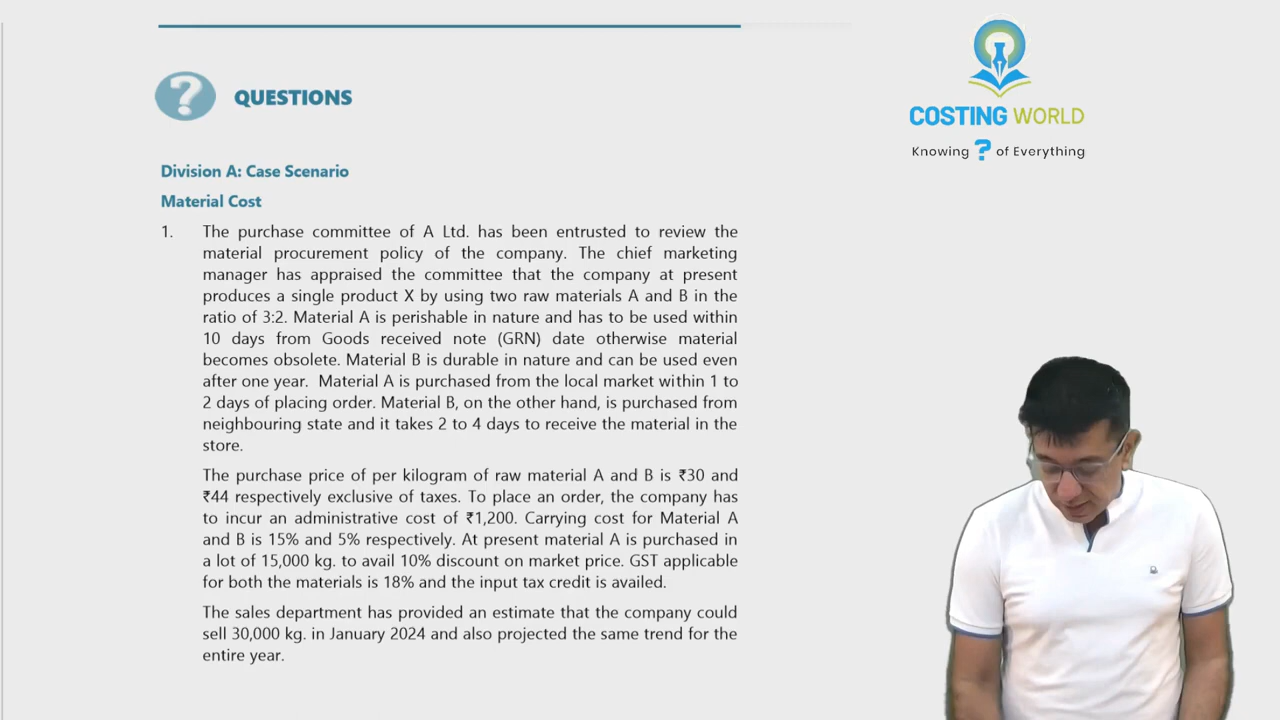 ?
QUESTIONS
COSTING WORLD
Knowing ? of Everything
Division A: Case Scenario
Material Cost
1. The purchase committee of A Ltd. has been entrusted to review the
material procurement policy of the company. The chief marketing
manager has appraised the committee that the company at present
produces a single product X by using two raw materials A and B in the
ratio of 3:2. Material A is perishable in nature and has to be used within
10 days from Goods received note (GRN) date otherwise material
becomes obsolete. Material B is durable in nature and can be used even
after one year. Material A is purchased from the local market within 1 to
2 days of placing order. Material B, on the other hand, is purchased from
neighbouring state and it takes 2 to 4 days to receive the material in the
store.
The purchase price of per kilogram of raw material A and B is ₹30 and
₹44 respectively exclusive of taxes. To place an order, the company has
to incur an administrative cost of ₹1,200. Carrying cost for Material A
and B is 15% and 5% respectively. At present material A is purchased in
a lot of 15,000 kg. to avail 10% discount on market price. GST applicable
for both the materials is 18% and the input tax credit is availed.
The sales department has provided an estimate that the company could
sell 30,000 kg. in January 2024 and also projected the same trend for the
entire year.